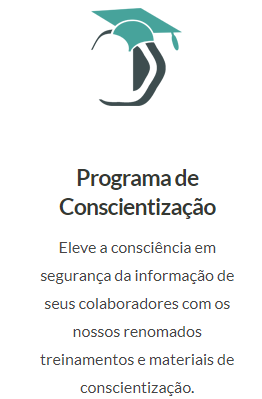 Programa de
Conscientização
Eleve a consciência em
segurança da informação de
seus colaboradores com os
nossos renomados
treinamentos e materiais de
conscientização.